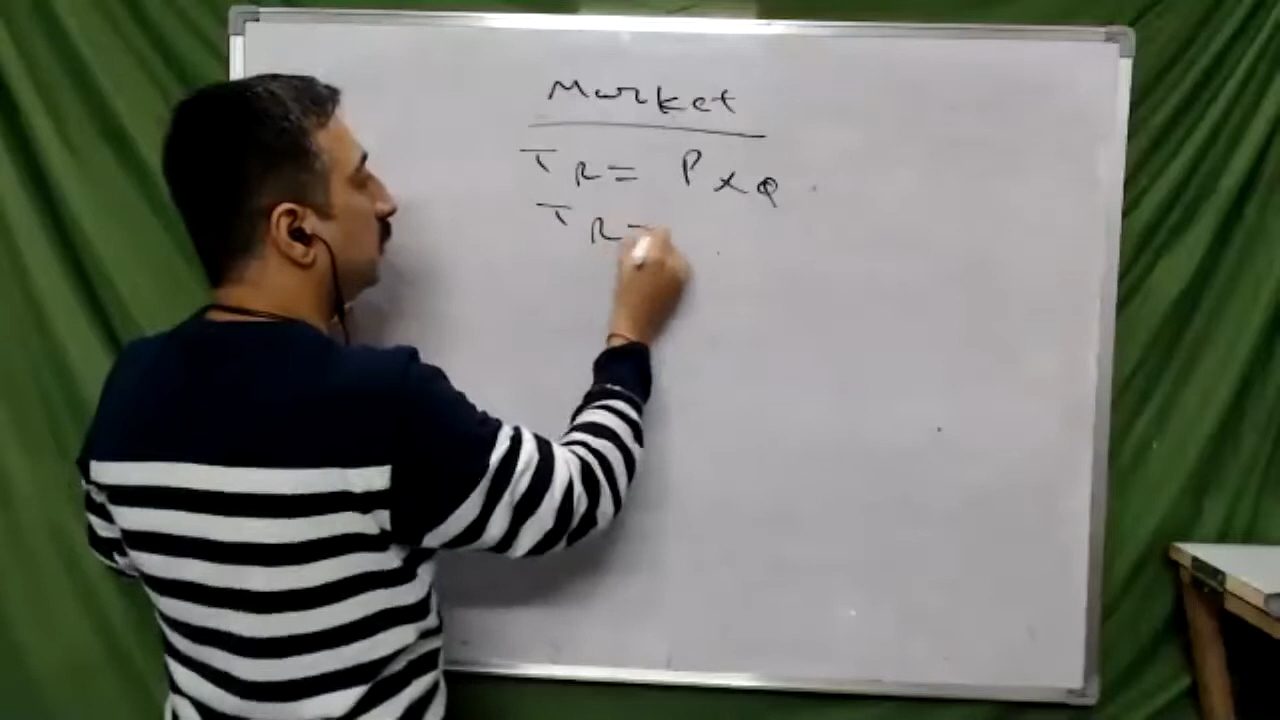 Market
TR = P x Q
TR =